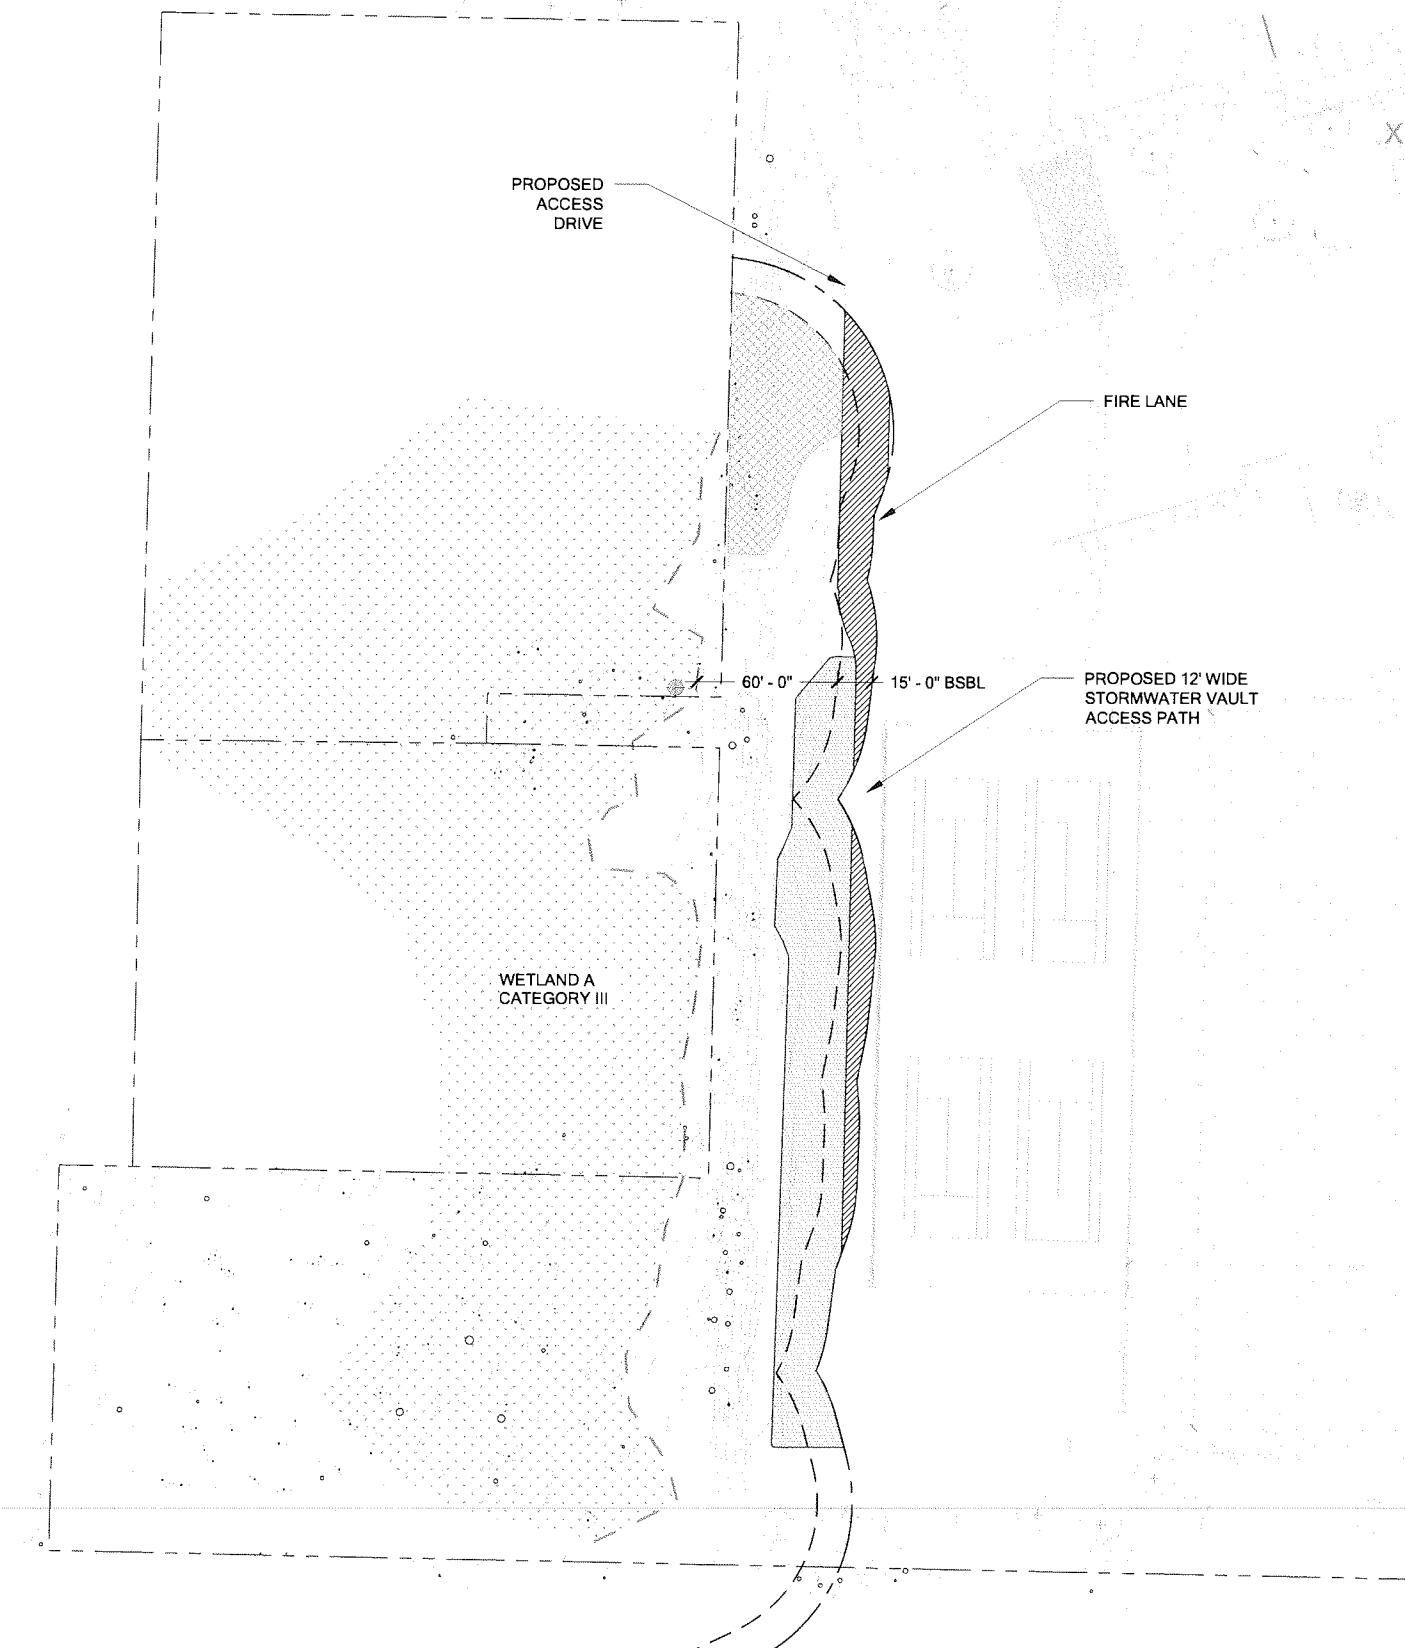 X
PROPOSED
ACCESS
DRIVE
FIRE LANE
60' - 0"
15' - 0" BSBL
PROPOSED 12' WIDE
STORMWATER VAULT
ACCESS PATH
WETLAND A
CATEGORY III